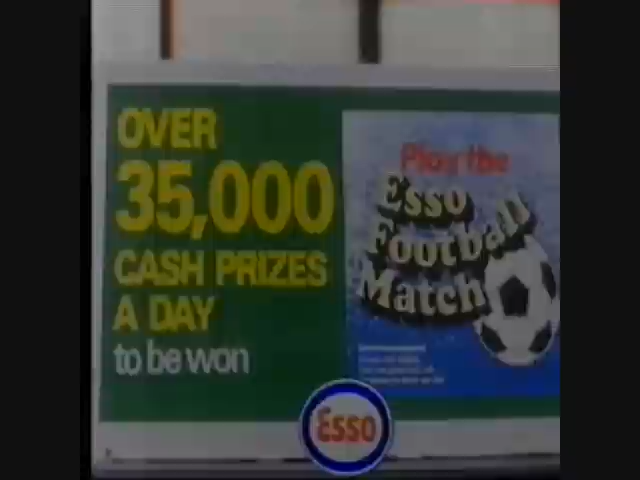 OVER
35,000
CASH PRIZES
A DAY
to be won
Play the
Esso
Football
Match
Esso